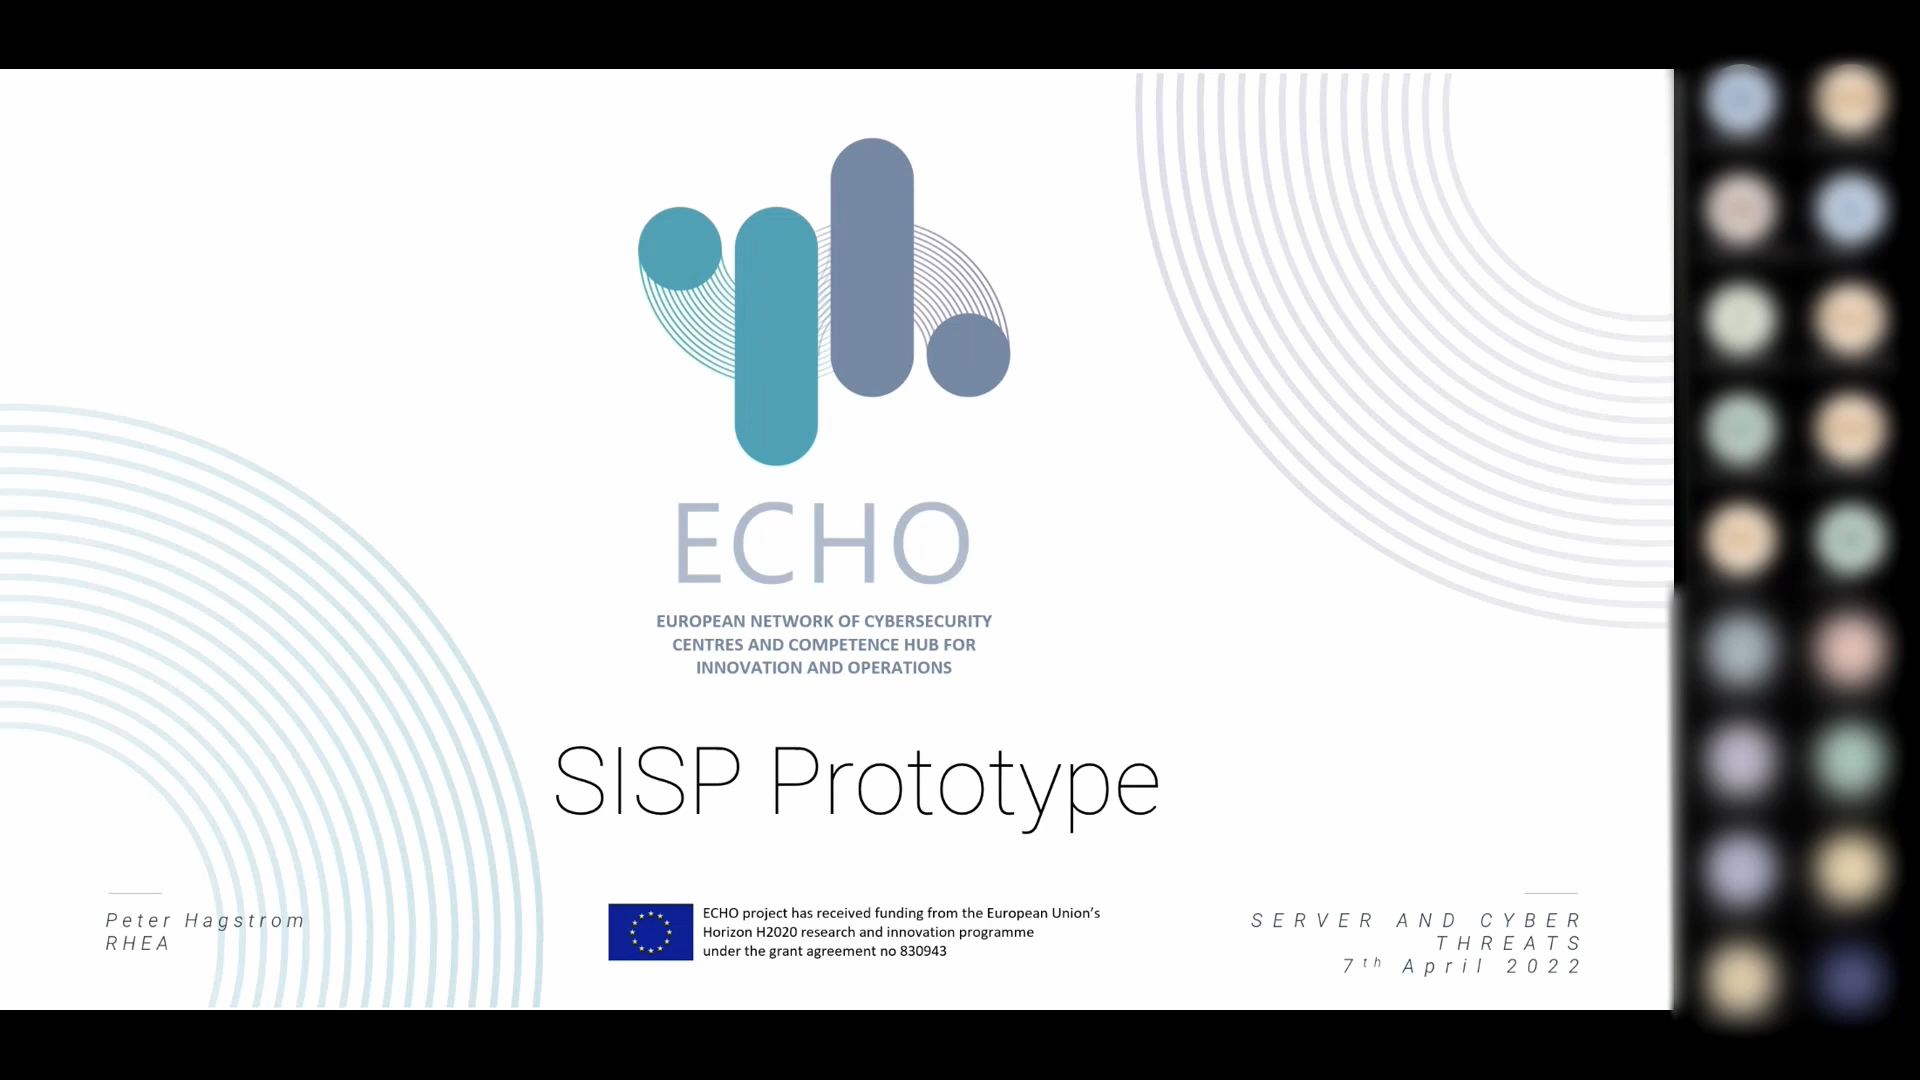 ECHO
EUROPEAN NETWORK OF CYBERSECURITY
CENTRES AND COMPETENCE HUB FOR
INNOVATION AND OPERATIONS
SISP Prototype
Peter Hagstrom
RHEA
ECHO project has received funding from the European Union's
Horizon H2020 research and innovation programme
under the grant agreement no 830943
SERVER AND CYBER
THREATS
7th April 2022